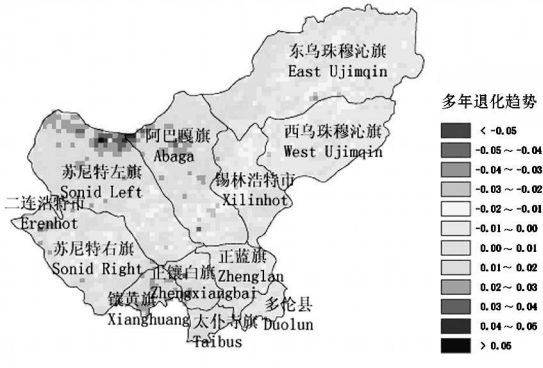 东乌珠穆沁旗
East Ujimqin
西乌珠穆沁旗
West Ujimqin
阿巴嘎旗
Abaga
苏尼特左旗
Sonid Left
锡林浩特市
Xilinhot
二连浩特市
Erenhot
苏尼特右旗
Sonid Right
正蓝旗
Zhenglan
正镶白旗
Zhengxiangbai
镶黄旗
Xianghuang
多伦县
Duolun
太仆寺旗
Taibus
多年退化趋势
< -0.05
-0.05~-0.04
-0.04~-0.03
-0.03~-0.02
-0.02~-0.01
-0.01~0.00
0.00~0.01
0.01~0.02
0.02~0.03
0.03~0.04
0.04~0.05
> 0.05